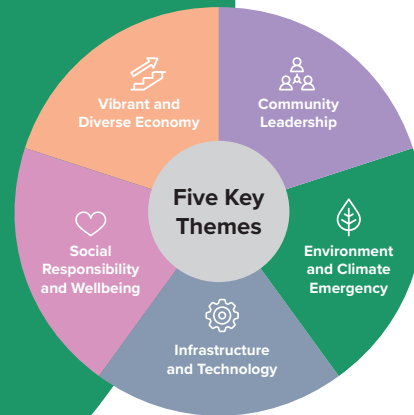 Vibrant and
Diverse Economy
Community
Leadership
Five Key
Themes
Social
Responsibility
and Wellbeing
Environment
and Climate
Emergency
Infrastructure
and Technology